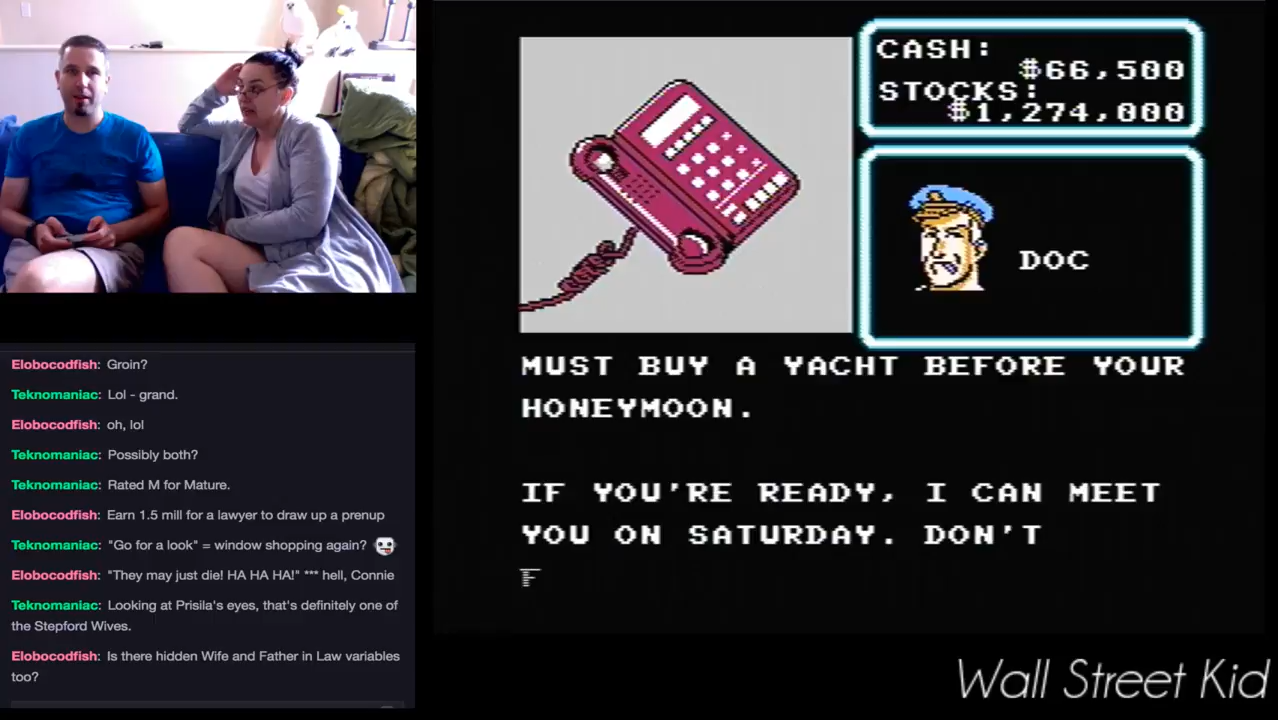 CASH:
$66,500
STOCKS:
$1,274,000
DOC
MUST BUY A YACHT BEFORE YOUR
HONEYMOON.
IF YOU'RE READY, I CAN MEET
YOU ON SATURDAY. DON'T
F
Elobocodfish: Groin?
Teknomaniac: Lol - grand.
Elobocodfish: oh, lol
Teknomaniac: Possibly both?
Teknomaniac: Rated M for Mature.
Elobocodfish: Earn 1.5 mill for a lawyer to draw up a prenup
Teknomaniac: "Go for a look" = window shopping again?
Elobocodfish: "They may just die! HA HA HA!" *** hell, Connie
Teknomaniac: Looking at Prisila's eyes, that's definitely one of
the Stepford Wives.
Elobocodfish: Is there hidden Wife and Father in Law variables
too?
Wall Street Kid